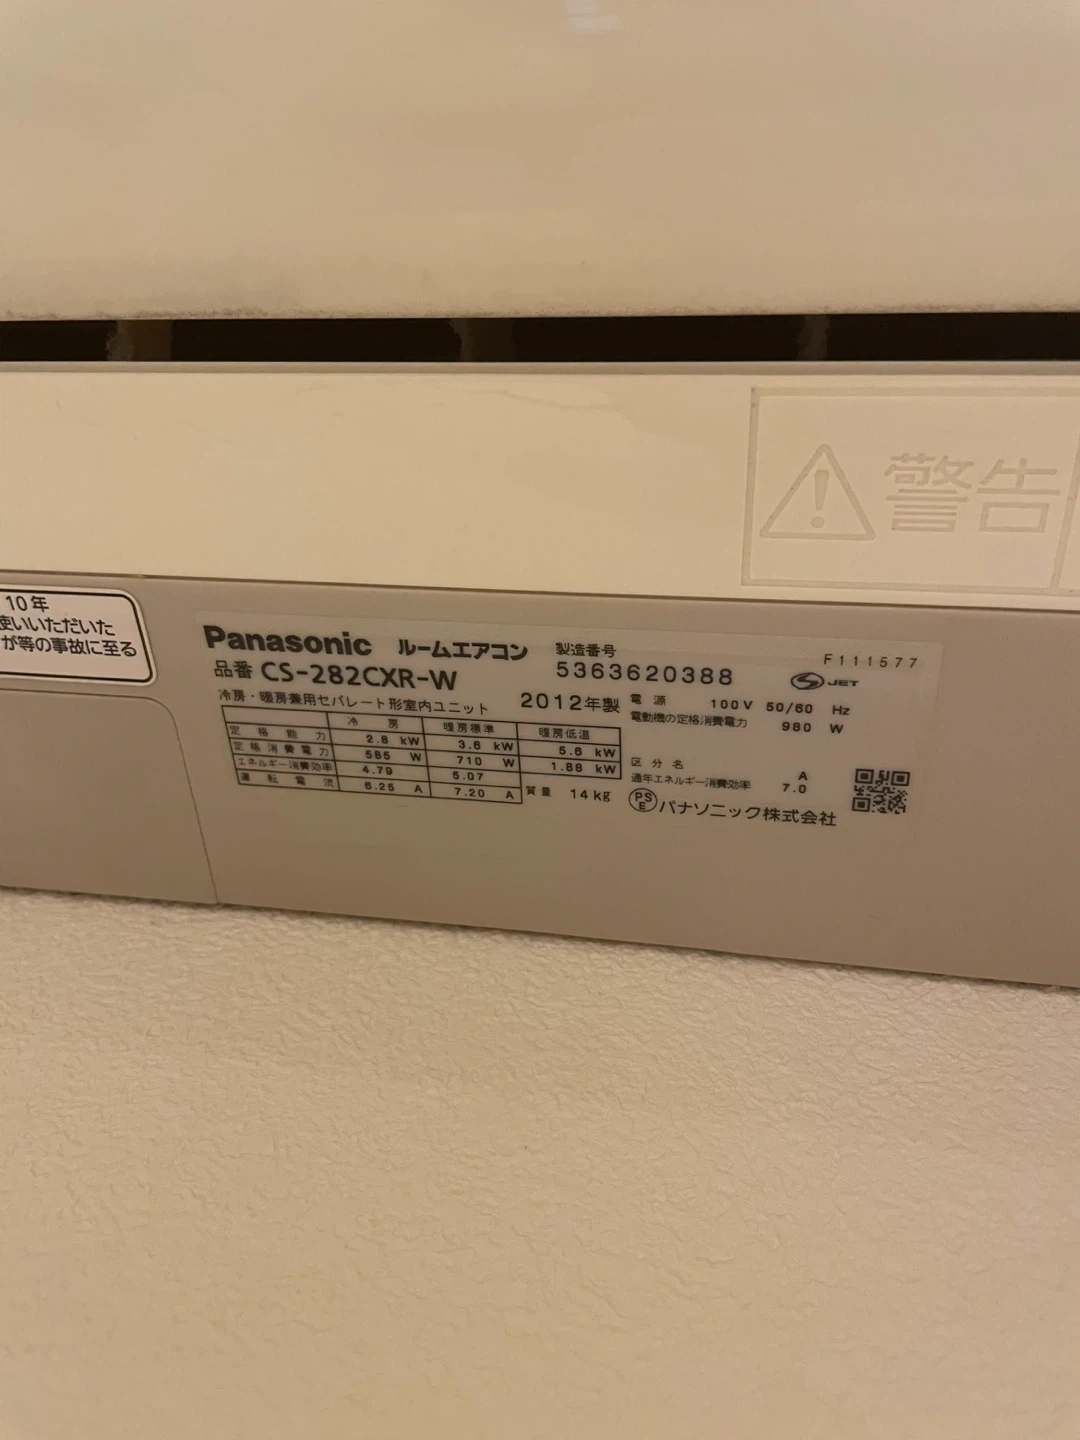 警告
10年
使いいただいた
が等の事故に至る
Panasonic ルームエアコン
品番 CS-282CXR-W
冷房・暖房兼用セパレート形室内ユニット
2012年製
製造番号
5363620388
F111577
JET
電源 100V 50/60 Hz
電動機の定格消費電力 980 W
冷房 暖房標準 暖房低温
定格能力 2.8 kW 3.6 kW 5.6 kW
定格消費電力 585 W 710 W 1.88 kW
エネルギー消費効率 4.79 5.07
運転電流 6.25 A 7.20 A
質量 14kg
区分名 A
通年エネルギー消費効率 7.0
PSE パナソニック株式会社